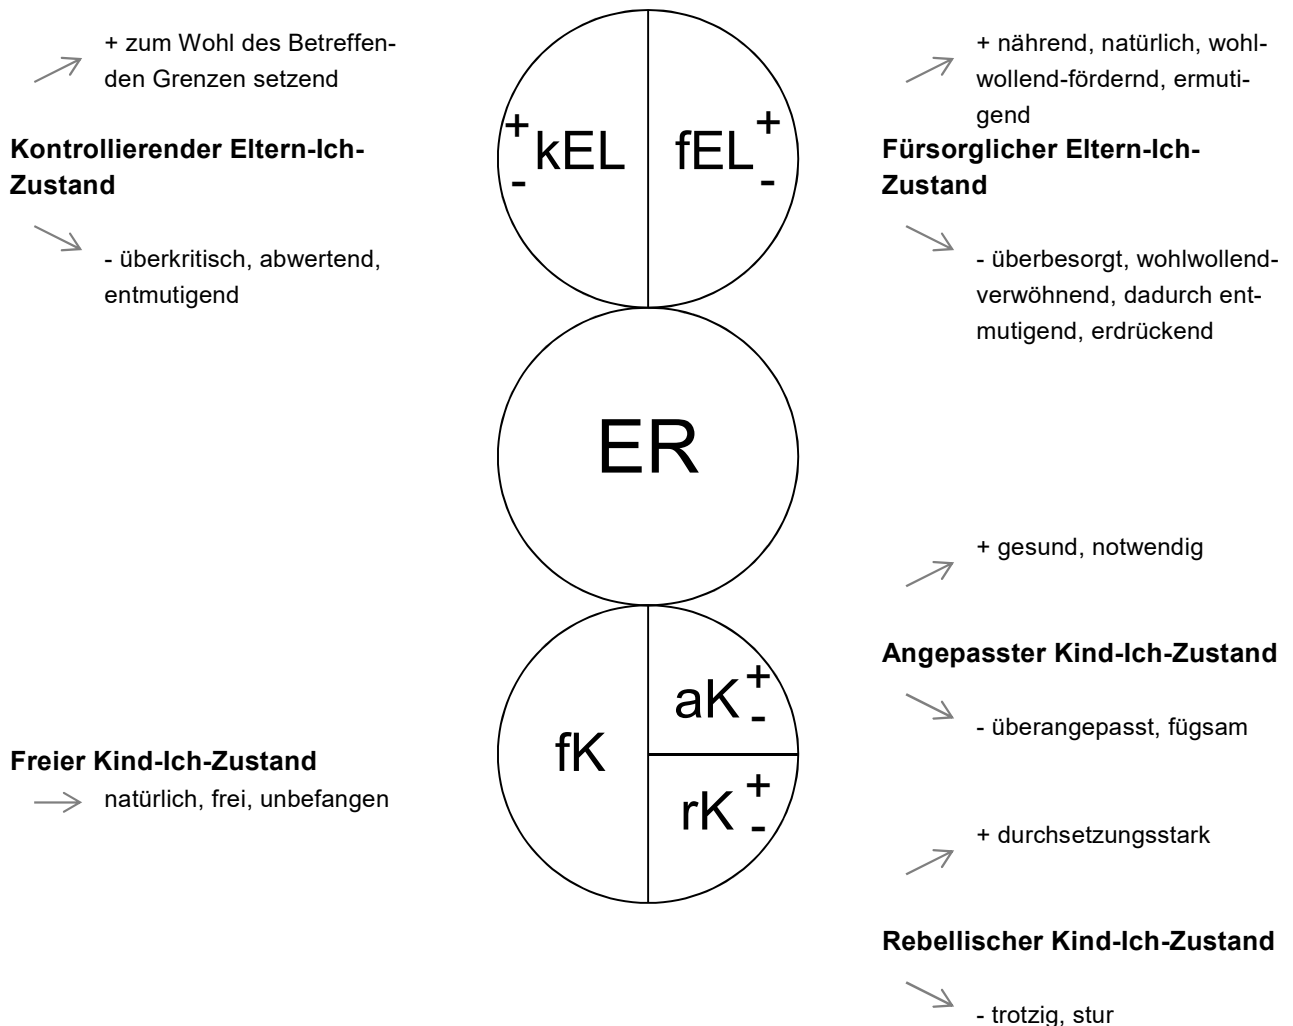 + zum Wohl des Betreffen-
den Grenzen setzend
Kontrollierender Eltern-Ich-
Zustand
- überkritisch, abwertend,
entmutigend
+
kEL
-
fEL
+
-
+ nährend, natürlich, wohl-
wollend-fördernd, ermuti-
gend
Fürsorglicher Eltern-Ich-
Zustand
- überbesorgt, wohlwollend-
verwöhnend, dadurch ent-
mutigend, erdrückend
ER
+ gesund, notwendig
Angepasster Kind-Ich-Zustand
- überangepasst, fügsam
Freier Kind-Ich-Zustand
natürlich, frei, unbefangen
fK
aK
+
-
rK
+
-
+ durchsetzungsstark
Rebellischer Kind-Ich-Zustand
- trotzig, stur